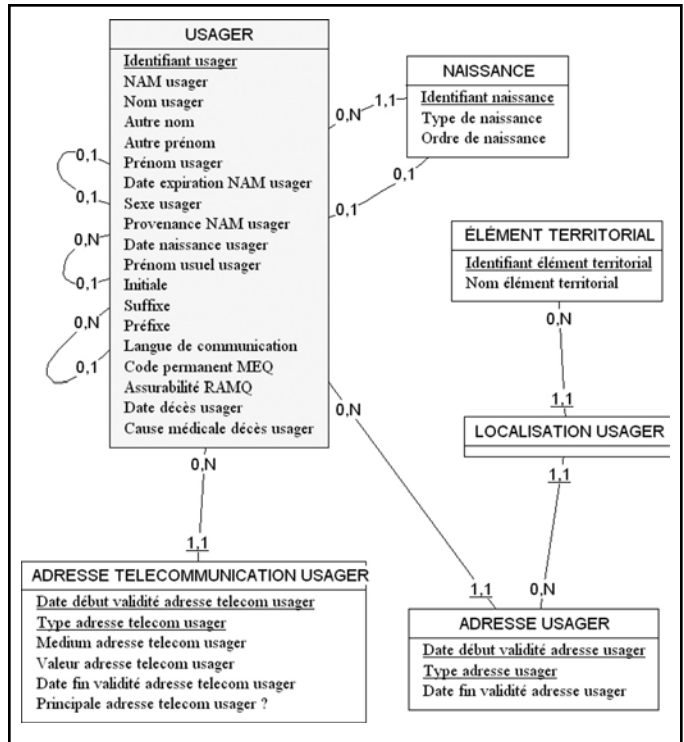 USAGER
Identifiant usager
NAM usager
Nom usager
Autre nom
Autre prénom
Prénom usager
Date expiration NAM usager
Sexe usager
Provenance NAM usager
Date naissance usager
Prénom usuel usager
Initiale
Suffixe
Préfixe
Langue de communication
Code permanent MEQ
Assurabilité RAMQ
Date décès usager
Cause médicale décès usager
0,1
0,1
0,N
0,1
0,N
0,1
0,N
1,1
0,1
0,1
NAISSANCE
Identifiant naissance
Type de naissance
Ordre de naissance
ÉLÉMENT TERRITORIAL
Identifiant élément territorial
Nom élément territorial
0,N
1,1
LOCALISATION USAGER
1,1
0,N
0,N
1,1
0,N
1,1
ADRESSE TELECOMMUNICATION USAGER
Date début validité adresse telecom usager
Type adresse telecom usager
Medium adresse telecom usager
Valeur adresse telecom usager
Date fin validité adresse telecom usager
Principale adresse telecom usager ?
ADRESSE USAGER
Date début validité adresse usager
Type adresse usager
Date fin validité adresse usager